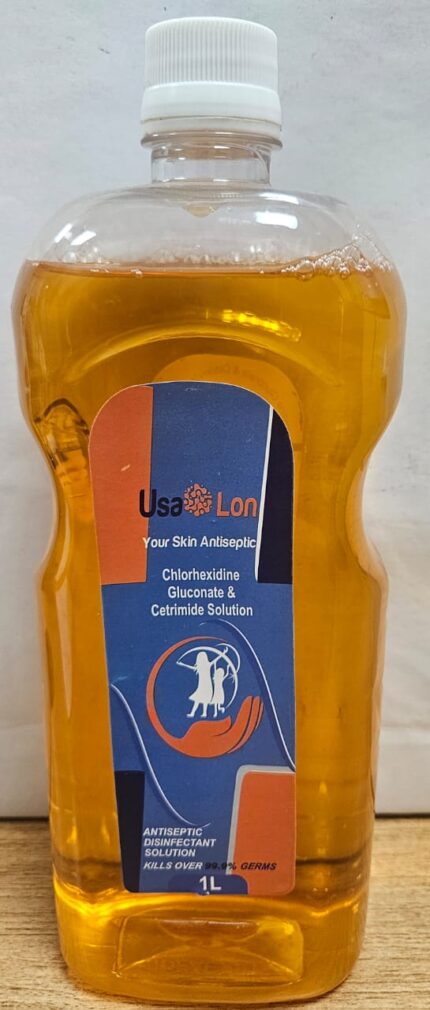 Usa Lon
Your Skin Antiseptic
Chlorhexidine
Gluconate &
Cetrimide Solution
ANTISEPTIC
DISINFECTANT
SOLUTION
KILLS OVER 99.9% GERMS
1L